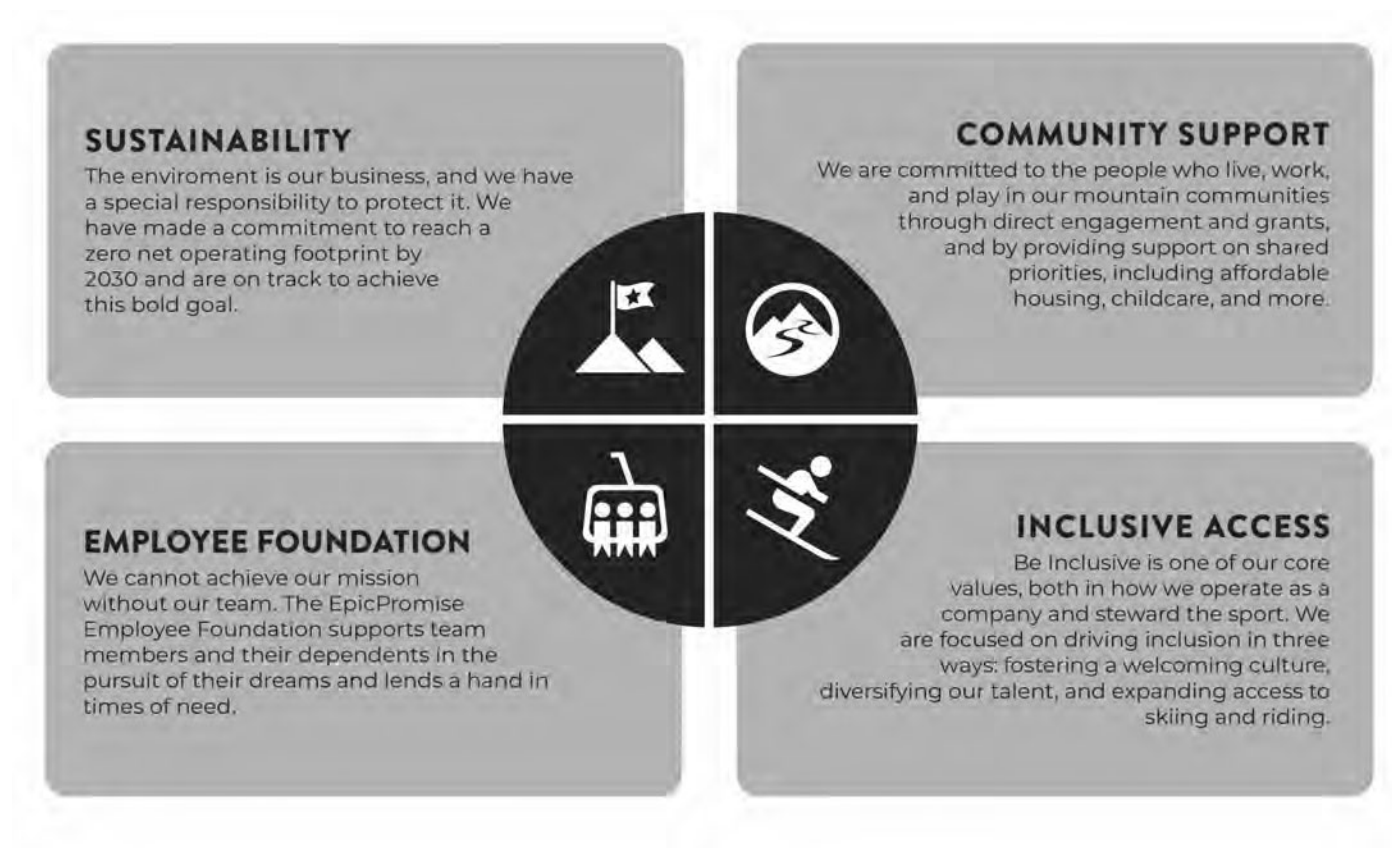 SUSTAINABILITY
The enviroment is our business, and we have
a special responsibility to protect it. We
have made a commitment to reach a
zero net operating footprint by
2030 and are on track to achieve
this bold goal.
COMMUNITY SUPPORT
We are committed to the people who live, work,
and play in our mountain communities
through direct engagement and grants,
and by providing support on shared
priorities, including affordable
housing, childcare, and more.
EMPLOYEE FOUNDATION
We cannot achieve our mission
without our team. The EpicPromise
Employee Foundation supports team
members and their dependents in the
pursuit of their dreams and lends a hand in
times of need.
INCLUSIVE ACCESS
Be Inclusive is one of our core
values, both in how we operate as a
company and steward the sport. We
are focused on driving inclusion in three
ways: fostering a welcoming culture,
diversifying our talent, and expanding access to
skiing and riding.